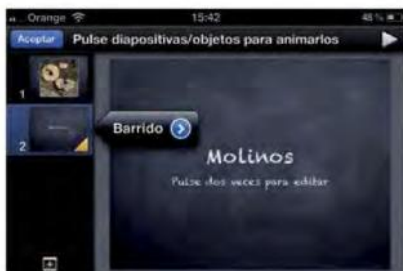 Orange 15:42 48%
Aceptar Pulse diapositivas/objetos para animarlos
1
2
Barrido
Molinos
Pulse dos veces para editar